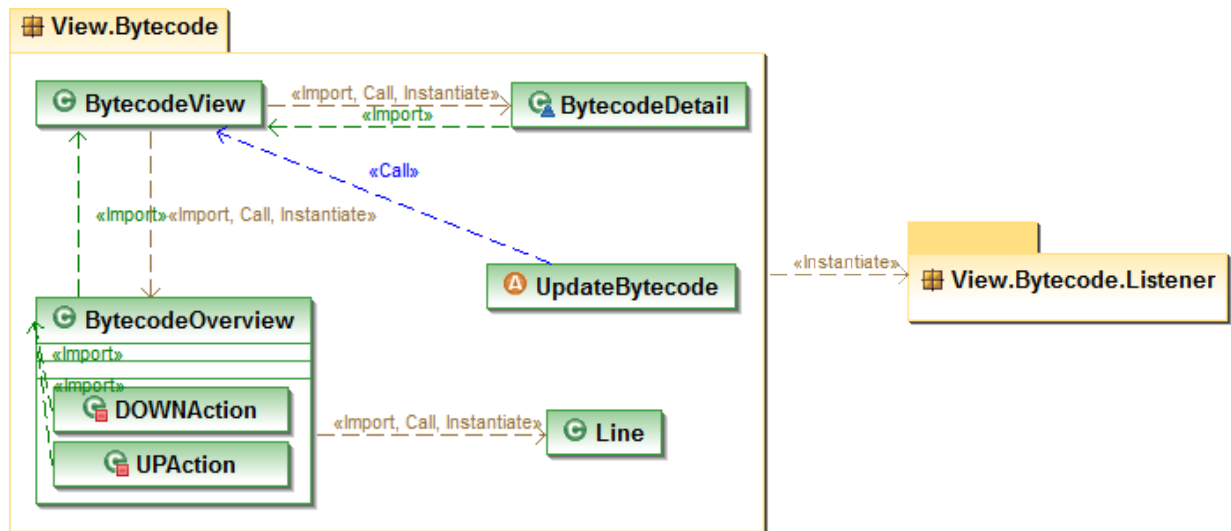 View.Bytecode
BytecodeView
«Import, Call, Instantiate»
BytecodeDetail
«Import»
«Call»
«Import»
«Import, Call, Instantiate»
UpdateBytecode
«Instantiate»
View.Bytecode.Listener
BytecodeOverview
«Import»
«Import»
DOWNAction
UPAction
«Import, Call, Instantiate»
Line